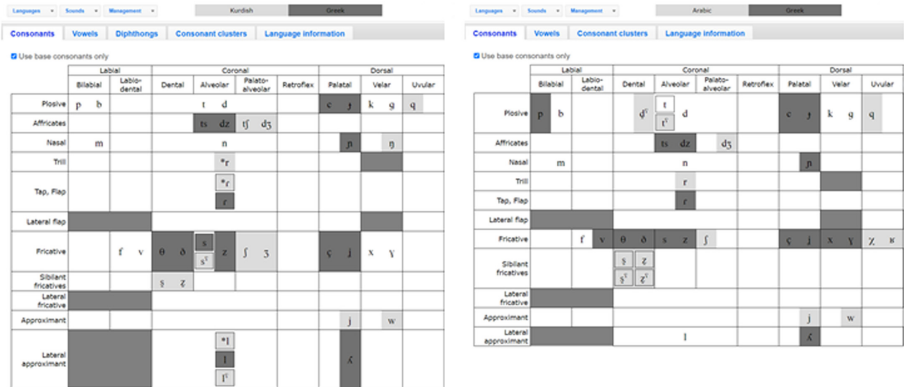 Languages Sounds Management Kurdish Greek
Consonants Vowels Diphthongs Consonant clusters Language information
Use base consonants only
Labial Coronal Dorsal
Bilabial Labio-dental Dental Alveolar Palato-alveolar Retroflex Palatal Velar Uvular
Plosive p b t d c ɟ k g q
Affricates ts dz tʃ dʒ
Nasal m n ɲ ŋ
Trill *r
Tap, Flap *ɾ
ɾ
Lateral flap
Fricative f v θ ð s z ʃ ʒ ç ʝ x ɣ
sˤ
Sibilant fricatives s̪ z̪
Lateral fricative
Approximant j w
Lateral approximant *l
l ʎ
lˤ
Languages Sounds Management Arabic Greek
Consonants Vowels Consonant clusters Language information
Use base consonants only
Labial Coronal Dorsal
Bilabial Labio-dental Dental Alveolar Palato-alveolar Retroflex Palatal Velar Uvular
Plosive p b d̪ˤ t d c ɟ k g q
tˤ
Affricates ts dz dʒ
Nasal m n ɲ
Trill r
Tap, Flap ɾ
Lateral flap
Fricative f v θ ð s z ʃ ç ʝ x ɣ χ ʁ
Sibilant fricatives s̪ z̪
s̪ˤ z̪ˤ
Lateral fricative
Approximant j w
Lateral approximant l ʎ